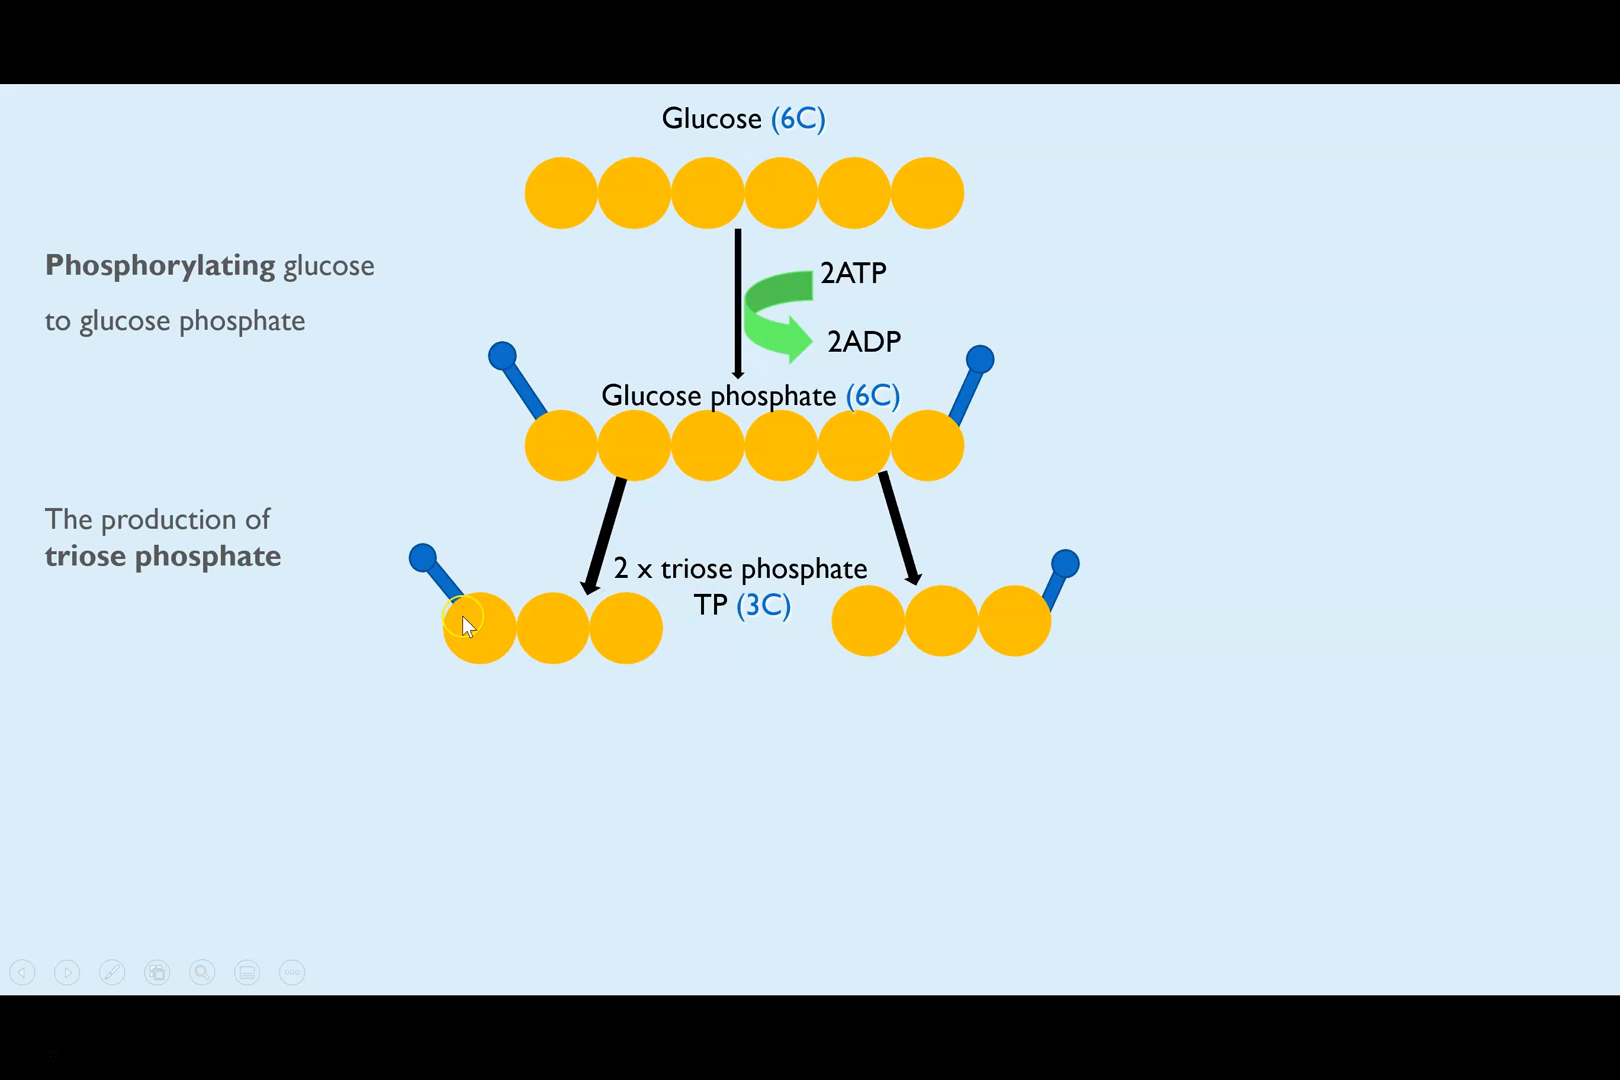 Glucose (6C)
Phosphorylating glucose
to glucose phosphate
2ATP
2ADP
Glucose phosphate (6C)
The production of
triose phosphate
2 x triose phosphate
TP (3C)